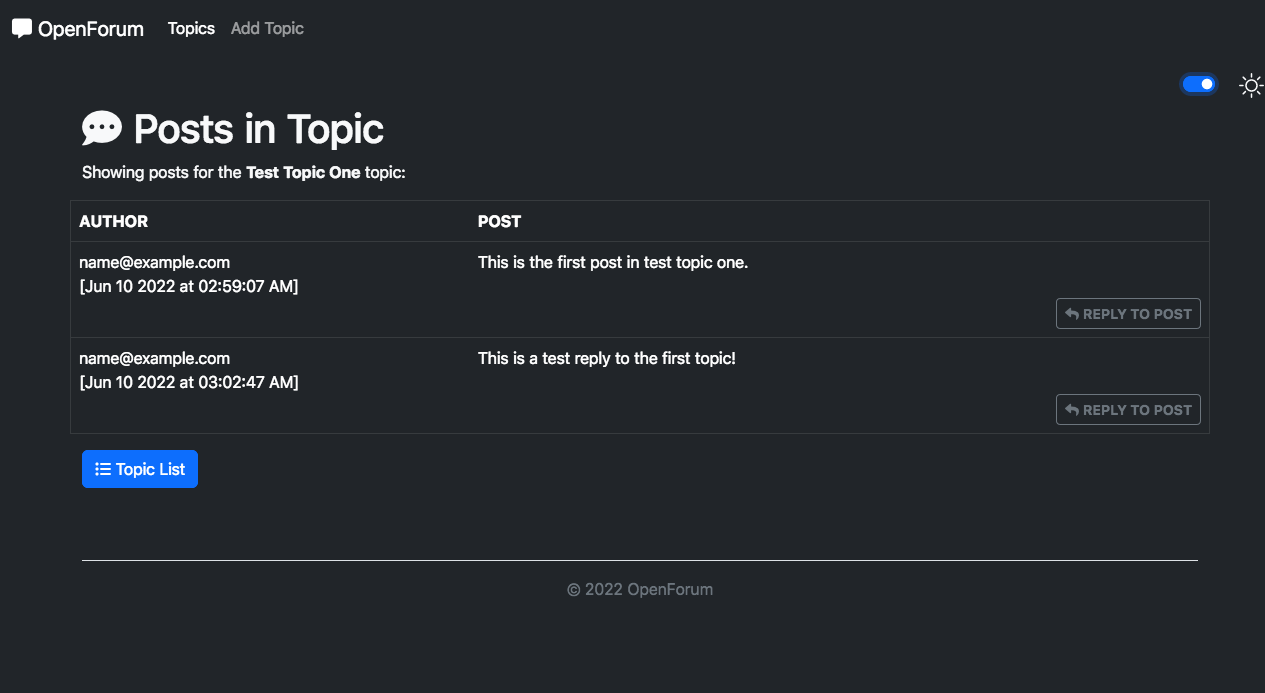 OpenForum Topics Add Topic
Posts in Topic
Showing posts for the Test Topic One topic:
AUTHOR POST
name@example.com This is the first post in test topic one.
[Jun 10 2022 at 02:59:07 AM]
REPLY TO POST
name@example.com This is a test reply to the first topic!
[Jun 10 2022 at 03:02:47 AM]
REPLY TO POST
Topic List
© 2022 OpenForum